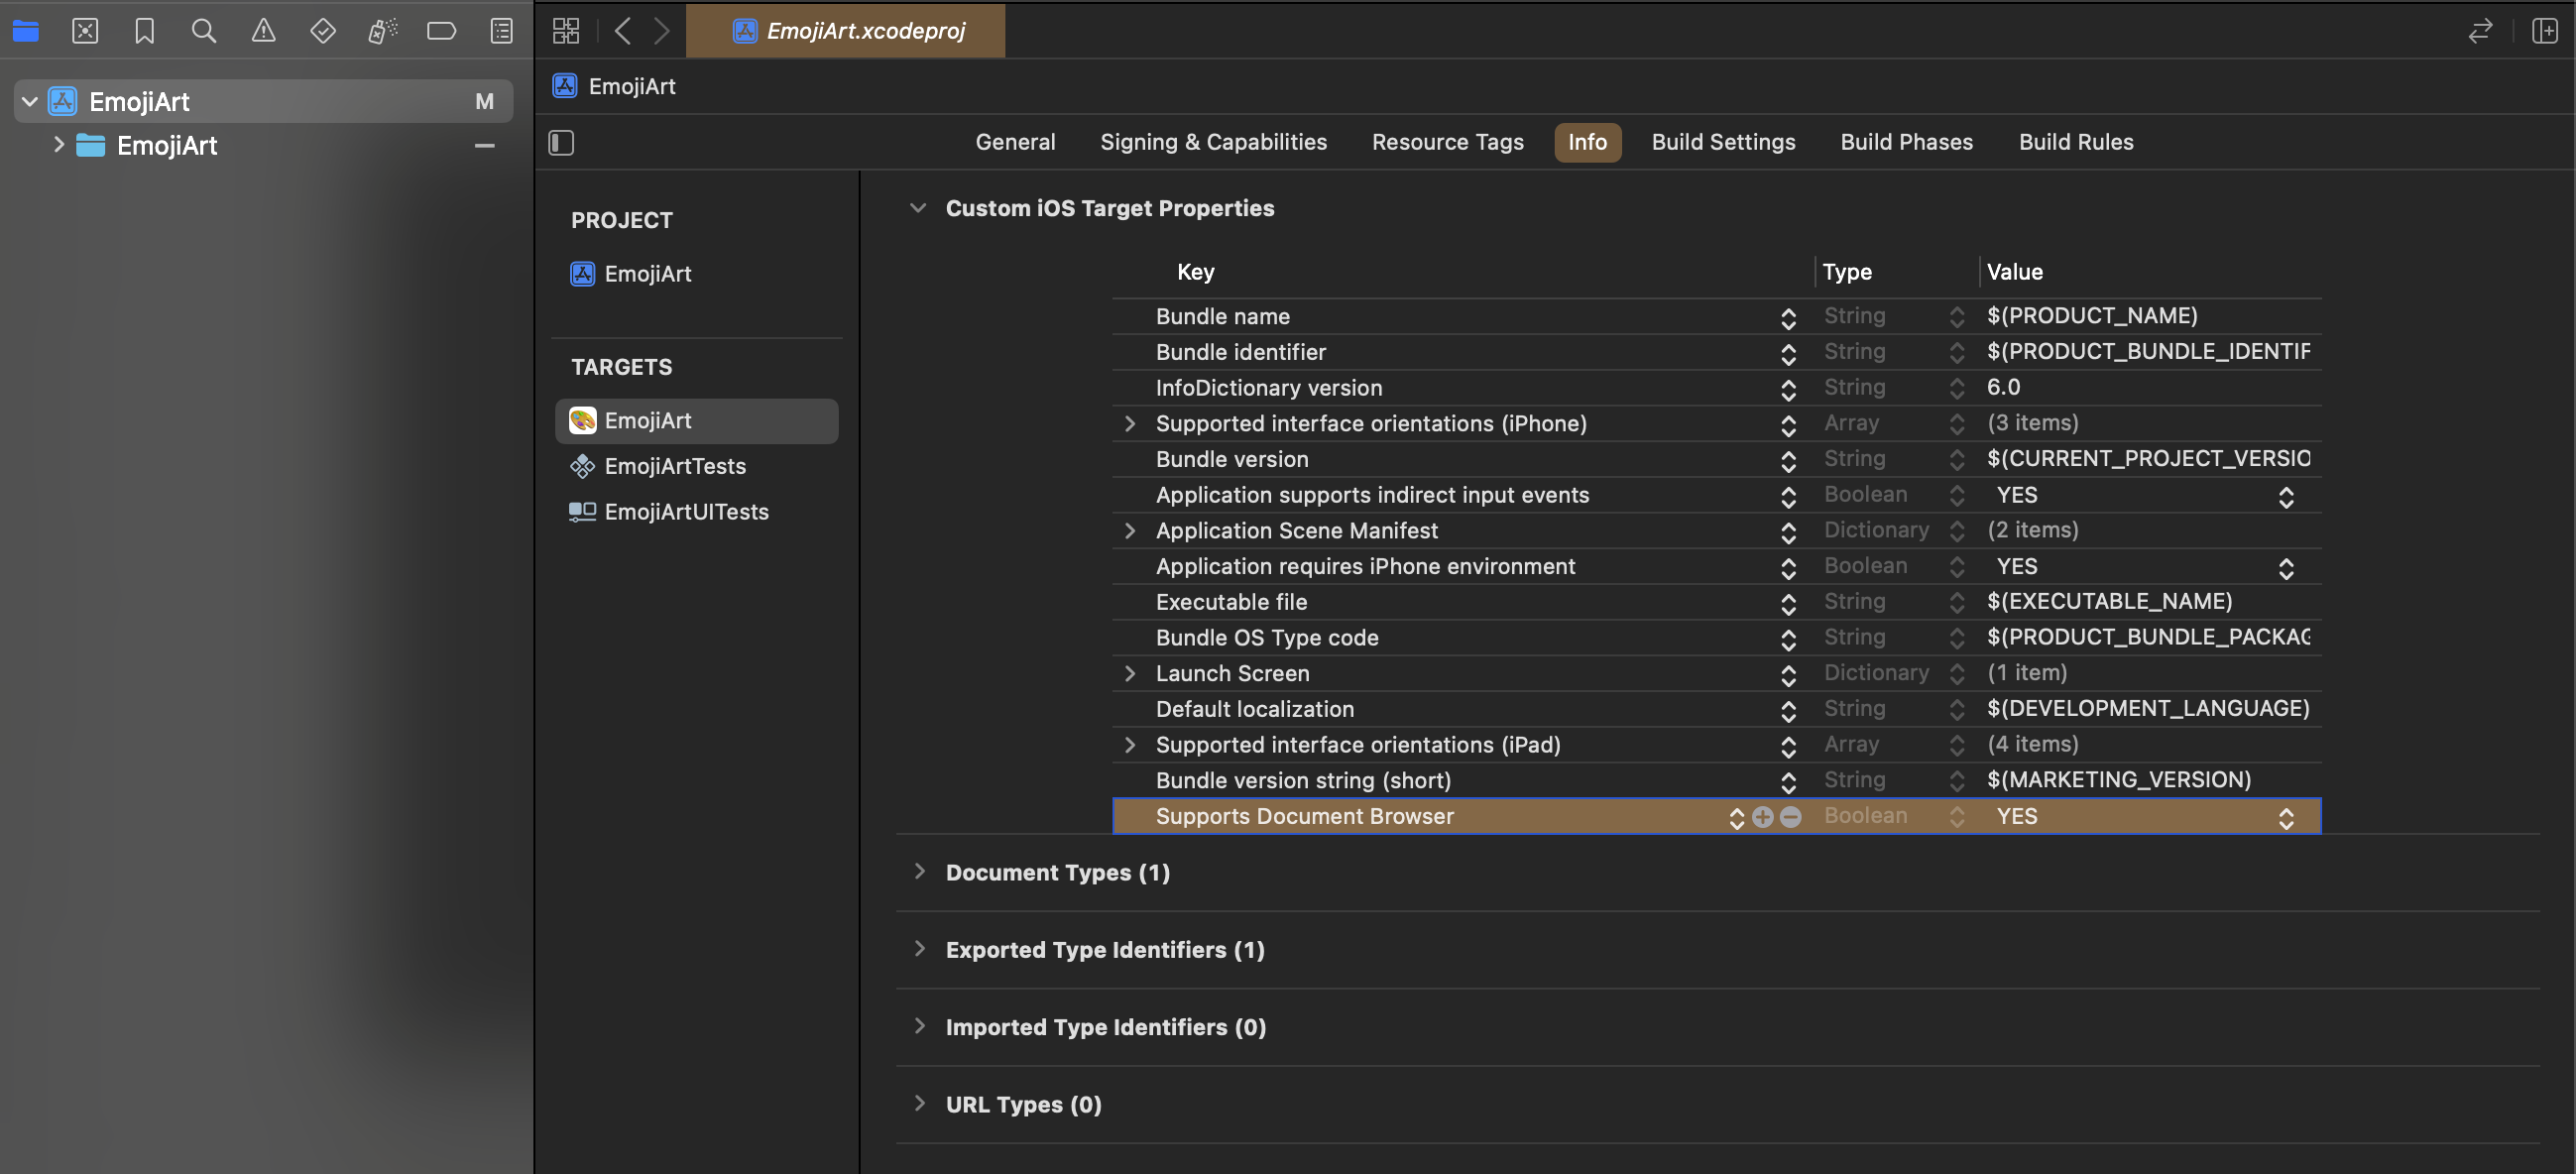 EmojiArt.xcodeproj
EmojiArt M
EmojiArt
EmojiArt
General Signing & Capabilities Resource Tags Info Build Settings Build Phases Build Rules
PROJECT
EmojiArt
TARGETS
EmojiArt
EmojiArtTests
EmojiArtUITests
Custom iOS Target Properties
Key Type Value
Bundle name String $(PRODUCT_NAME)
Bundle identifier String $(PRODUCT_BUNDLE_IDENTIF
InfoDictionary version String 6.0
Supported interface orientations (iPhone) Array (3 items)
Bundle version String $(CURRENT_PROJECT_VERSIO
Application supports indirect input events Boolean YES
Application Scene Manifest Dictionary (2 items)
Application requires iPhone environment Boolean YES
Executable file String $(EXECUTABLE_NAME)
Bundle OS Type code String $(PRODUCT_BUNDLE_PACKAG
Launch Screen Dictionary (1 item)
Default localization String $(DEVELOPMENT_LANGUAGE)
Supported interface orientations (iPad) Array (4 items)
Bundle version string (short) String $(MARKETING_VERSION)
Supports Document Browser Boolean YES
Document Types (1)
Exported Type Identifiers (1)
Imported Type Identifiers (0)
URL Types (0)